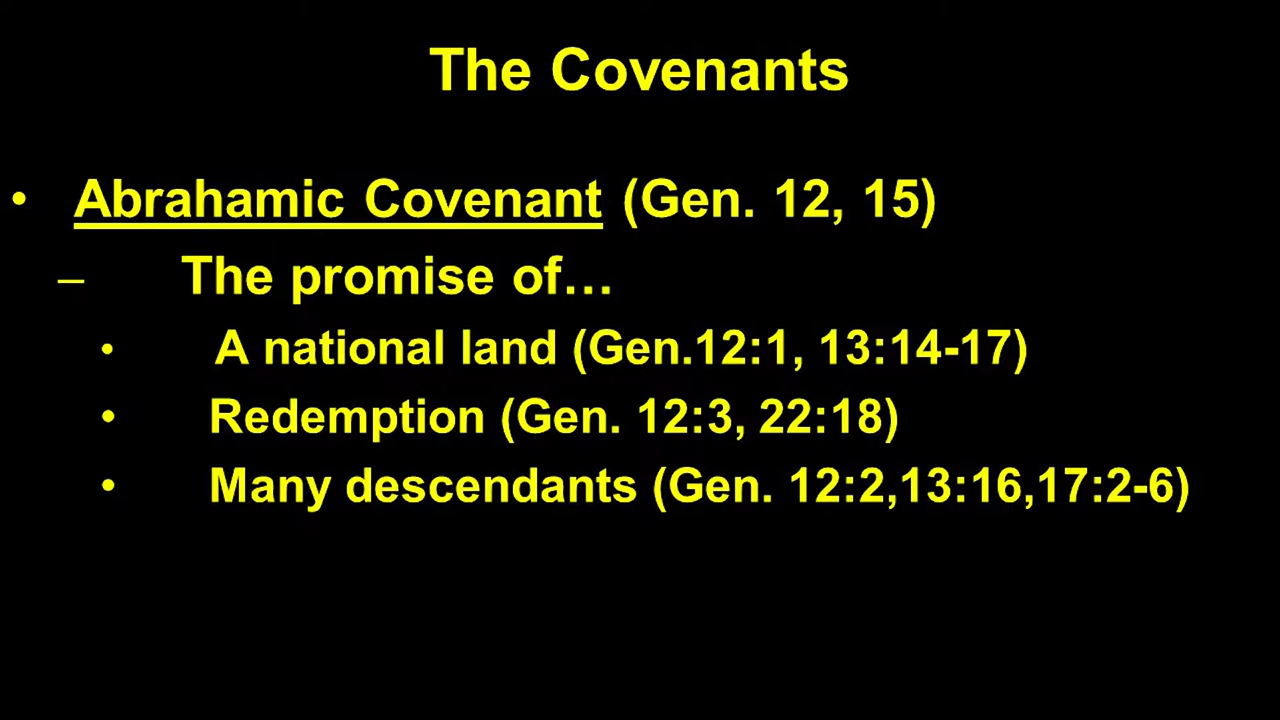 The Covenants
• Abrahamic Covenant (Gen. 12, 15)
– The promise of…
• A national land (Gen.12:1, 13:14-17)
• Redemption (Gen. 12:3, 22:18)
• Many descendants (Gen. 12:2,13:16,17:2-6)